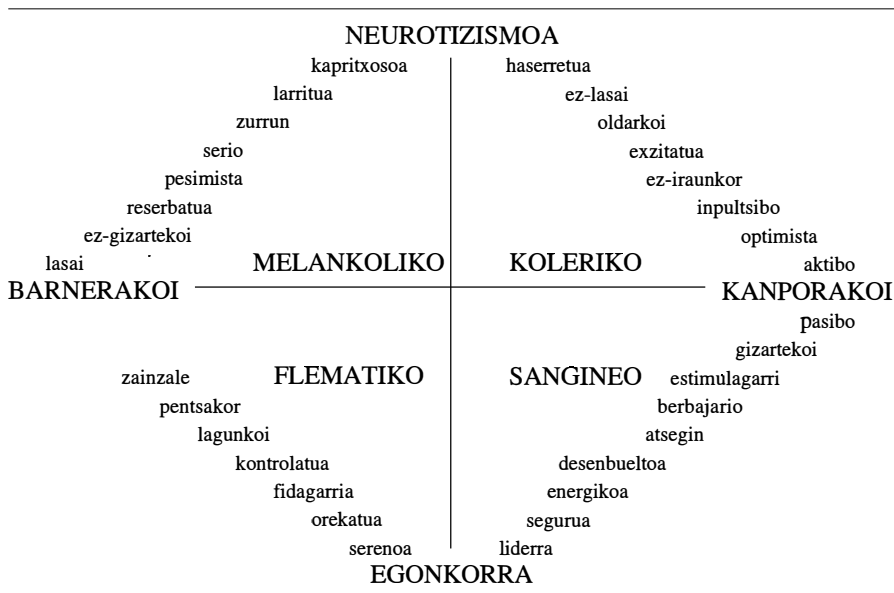 NEUROTIZISMOA
kapritxosoa haserretua
larritua ez-lasai
zurrun oldarkoi
serio exzitatua
pesimista ez-iraunkor
reserbatua inpultsibo
ez-gizartekoi optimista
lasai MELANKOLIKO KOLERIKO aktibo
BARNERAKOI KANPORAKOI
pasibo
gizartekoi
zainzale FLEMATIKO SANGINEO estimulagarri
pentsakor berbajario
lagunkoi atsegin
kontrolatua desenbueltoa
fidagarria energikoa
orekatua segurua
serenoa liderra
EGONKORRA